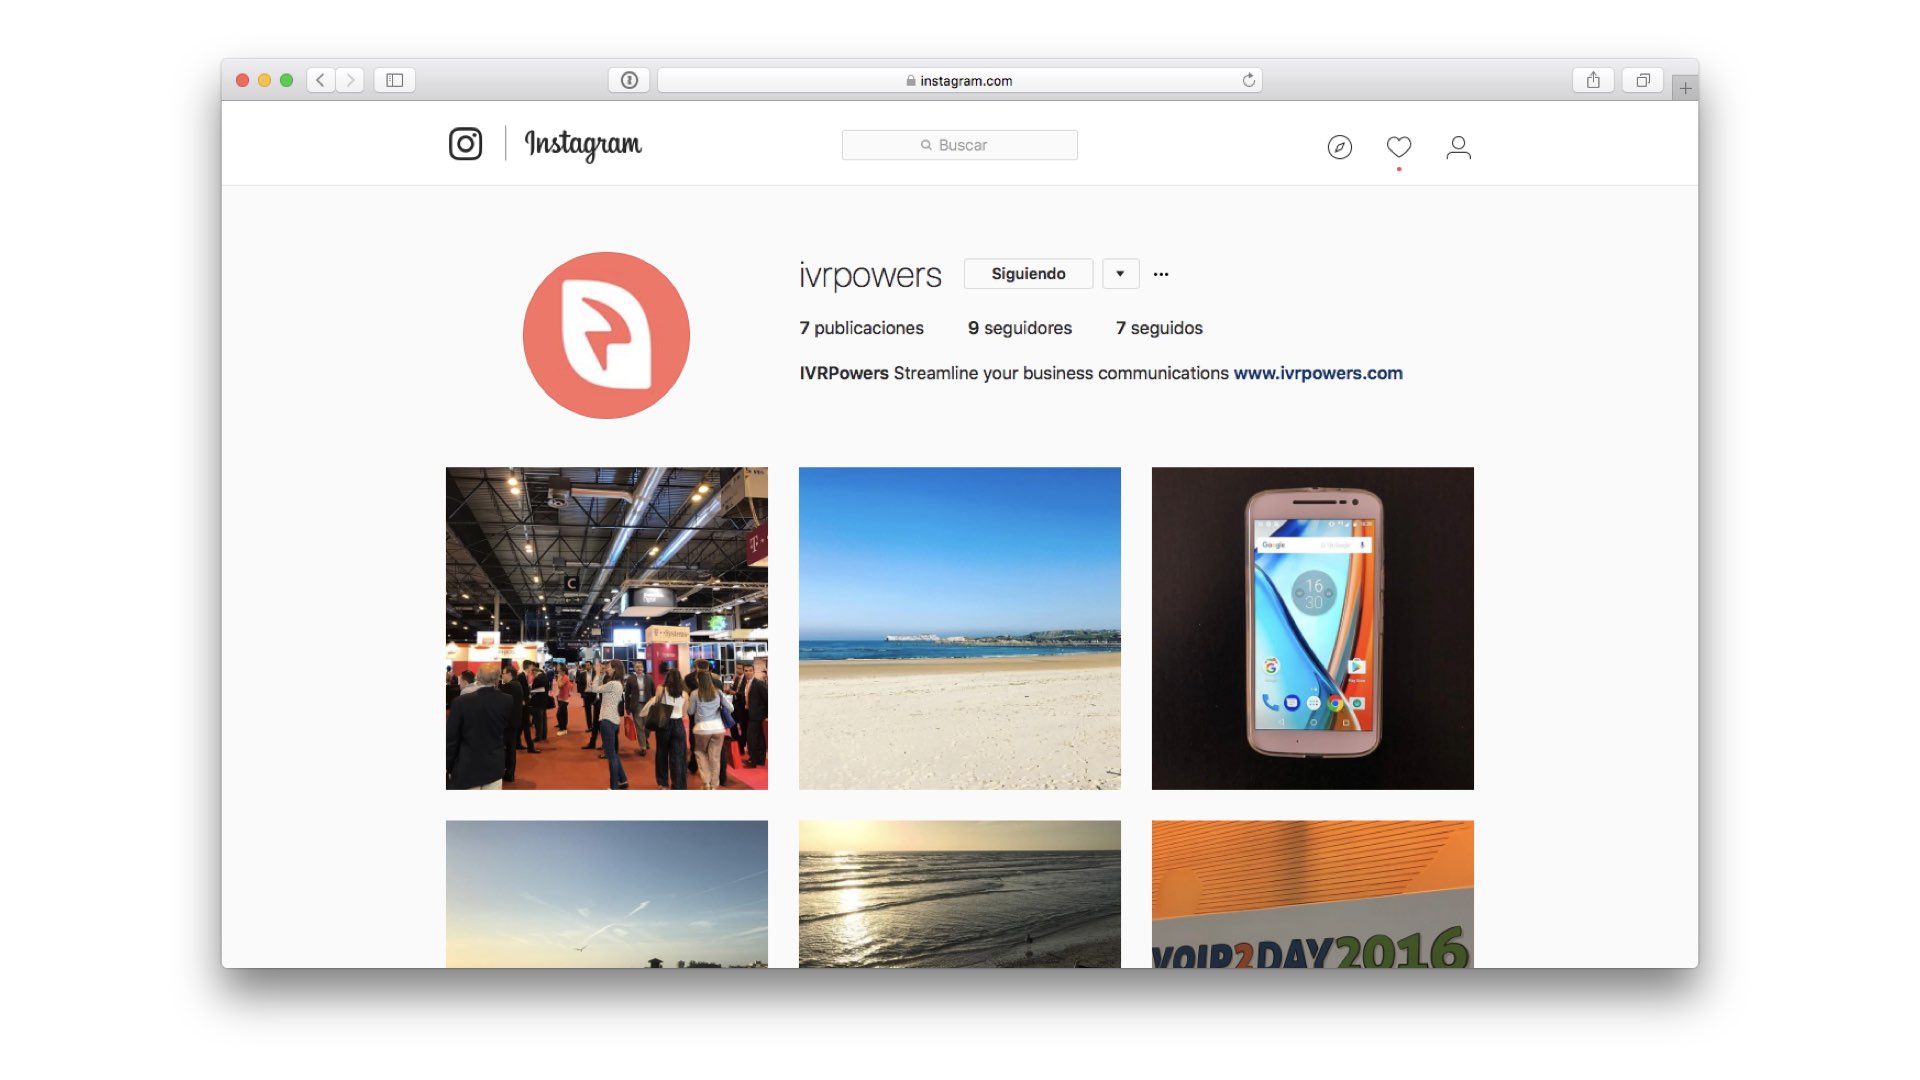 instagram.com
Instagram
Buscar
ivrpowers
Siguiendo
7 publicaciones 9 seguidores 7 seguidos
IVRPowers Streamline your business communications www.ivrpowers.com
C
Google
16
30
VOIP2DAY2016